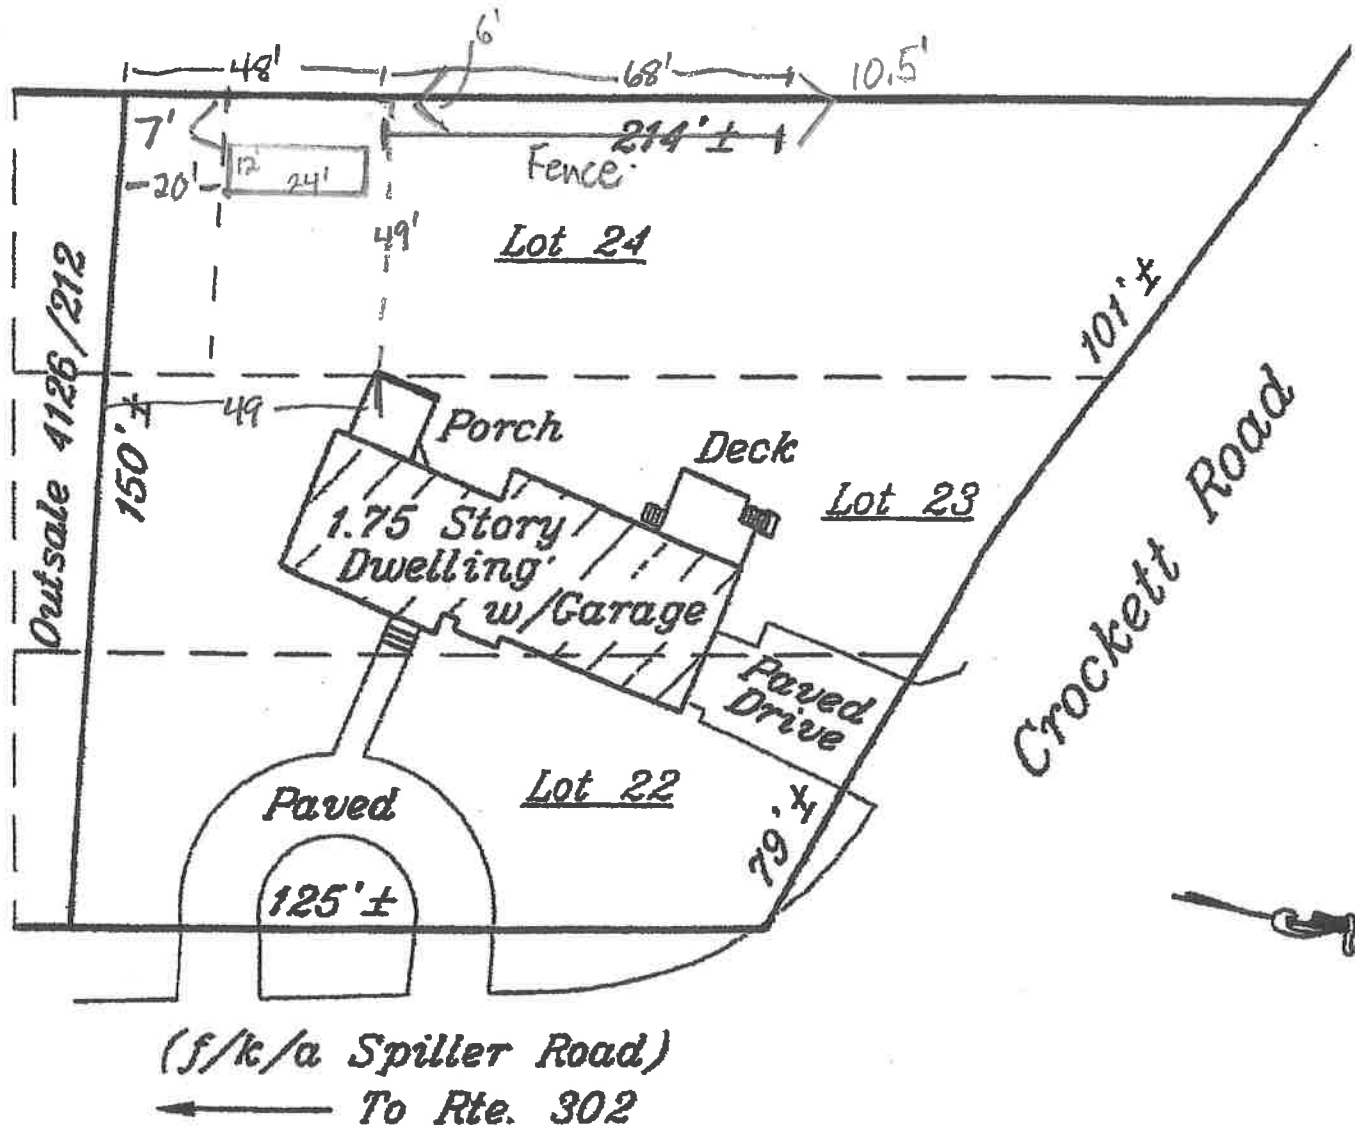 6'
48'
68'
10.5'
7'
214'±
Fence
12'
24'
20'
49'
Lot 24
Outsale 4126/212
150'±
101'±
49
Porch
Deck
Lot 23
1.75 Story
Dwelling
w/Garage
Crockett Road
Paved
Drive
Lot 22
Paved
79'±
125'±
(f/k/a Spiller Road)
To Rte. 302